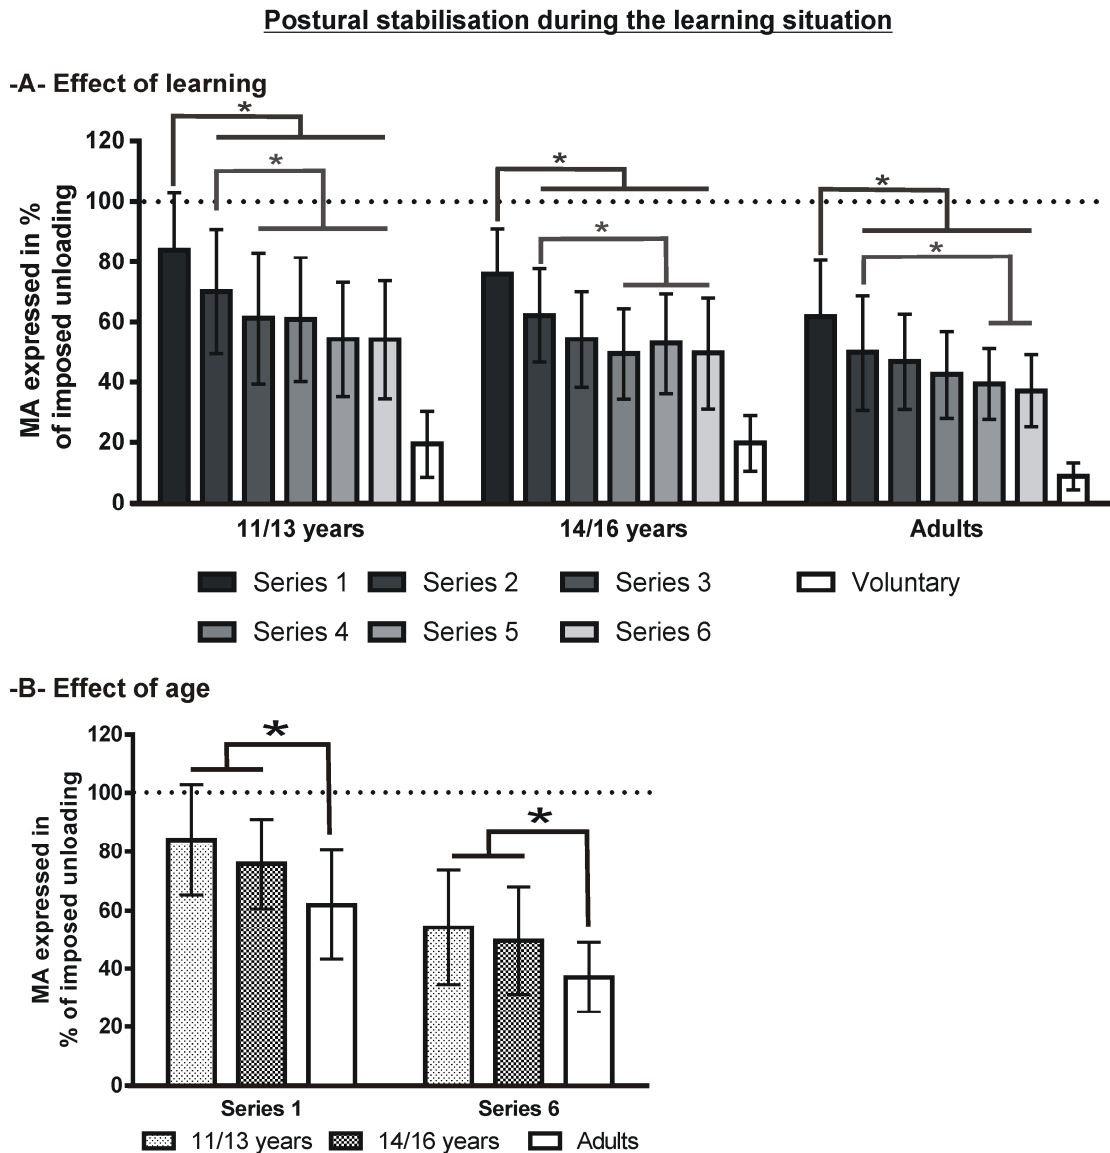 Postural stabilisation during the learning situation
-A- Effect of learning
MA expressed in %
of imposed unloading
120
100
80
60
40
20
0
*
*
*
*
*
*
11/13 years
14/16 years
Adults
Series 1
Series 2
Series 3
Voluntary
Series 4
Series 5
Series 6
-B- Effect of age
MA expressed in
% of imposed unloading
120
100
80
60
40
20
0
*
*
Series 1
Series 6
11/13 years
14/16 years
Adults